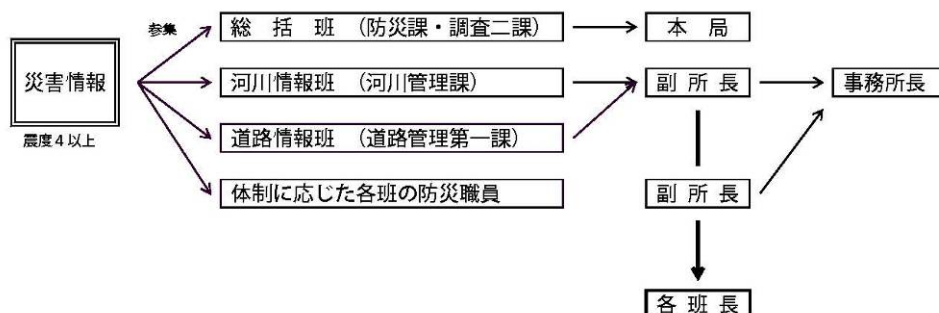 参集
災害情報
震度4以上
総括班（防災課・調査二課）
本局
河川情報班（河川管理課）
副所長
事務所長
道路情報班（道路管理第一課）
体制に応じた各班の防災職員
副所長
各班長